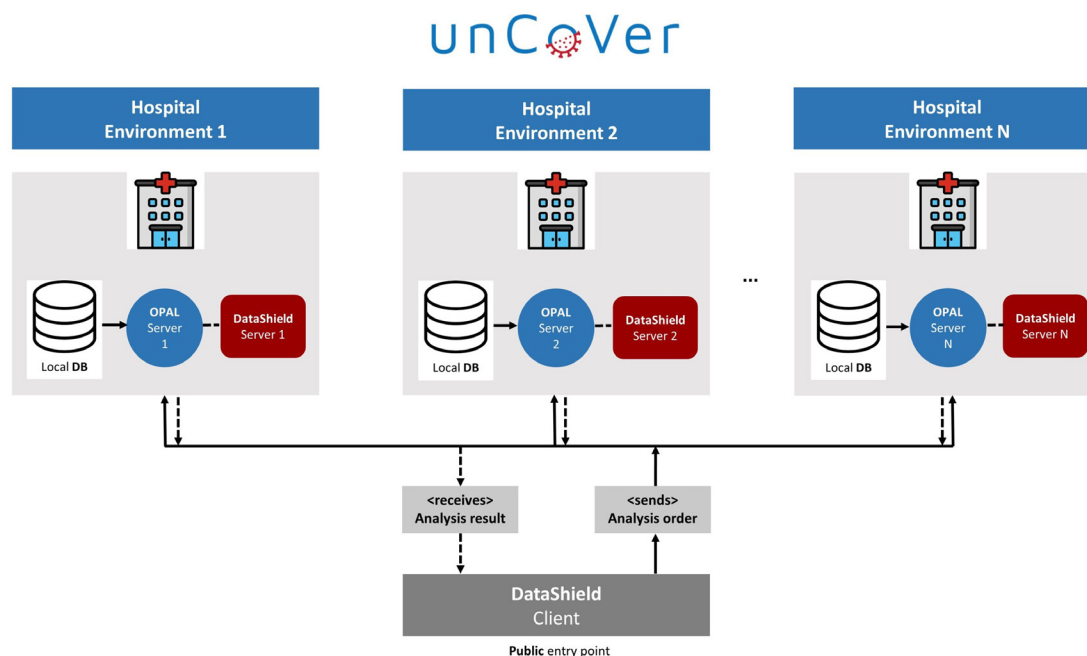 unCoVer
Hospital
Environment 1
Hospital
Environment 2
Hospital
Environment N
Local DB
OPAL
Server
1
DataShield
Server 1
Local DB
OPAL
Server
2
DataShield
Server 2
...
Local DB
OPAL
Server
N
DataShield
Server N
<receives>
Analysis result
<sends>
Analysis order
DataShield
Client
Public entry point